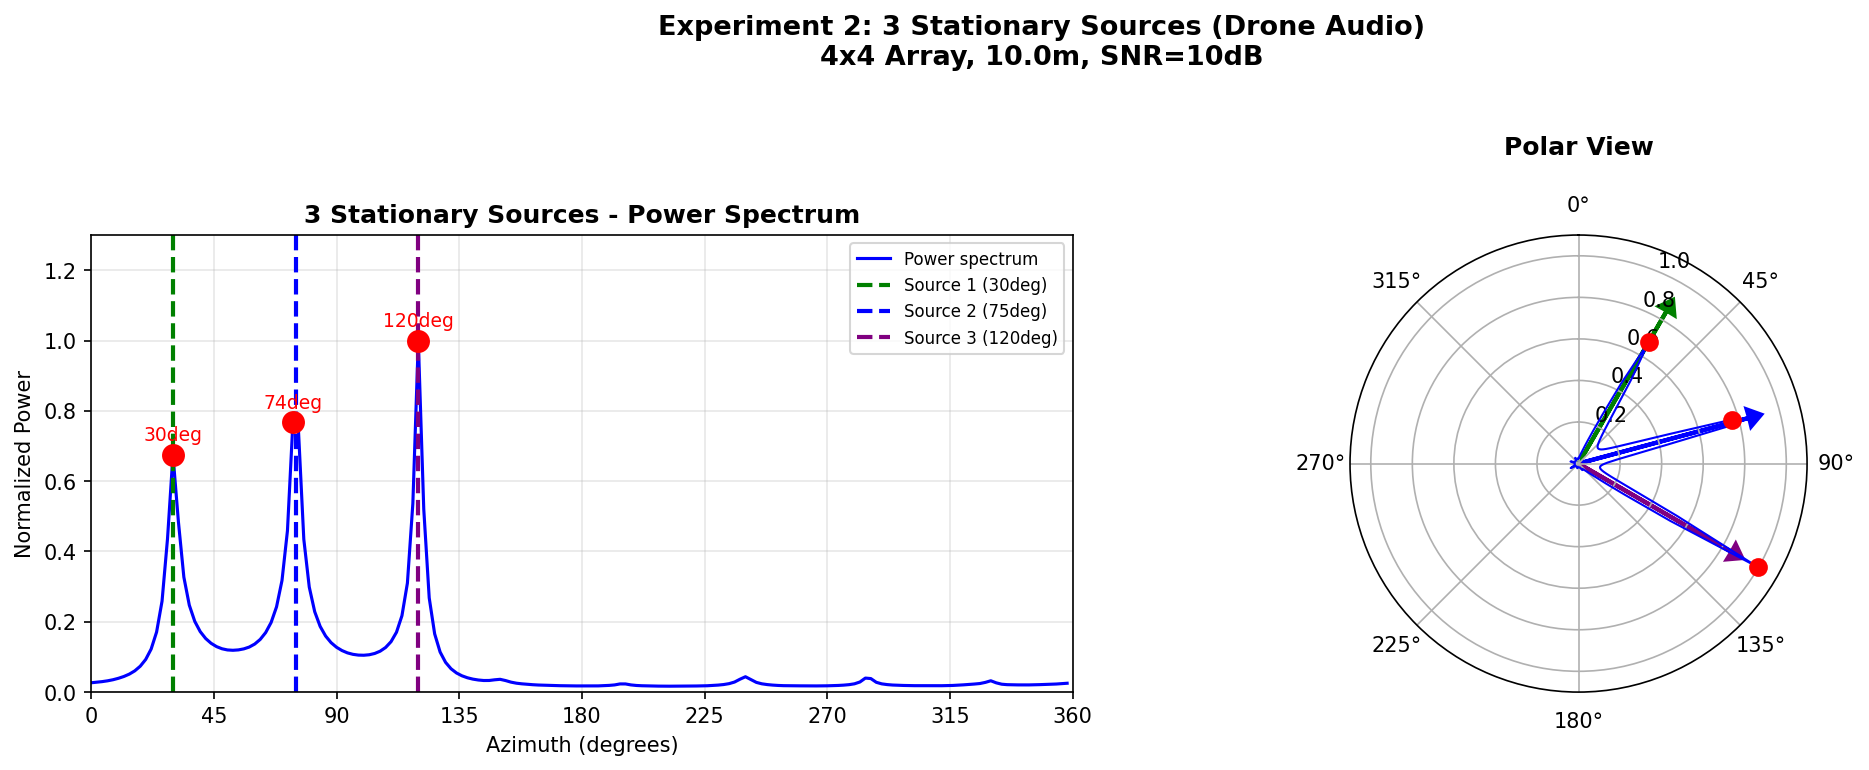 Experiment 2: 3 Stationary Sources (Drone Audio)
4x4 Array, 10.0m, SNR=10dB
3 Stationary Sources - Power Spectrum
Normalized Power
1.2
1.0
0.8
0.6
0.4
0.2
0.0
30deg
74deg
120deg
Power spectrum
Source 1 (30deg)
Source 2 (75deg)
Source 3 (120deg)
0 45 90 135 180 225 270 315 360
Azimuth (degrees)
Polar View
0°
315°
45°
270°
90°
225°
135°
180°
1.0
0.8
0.4
0.2